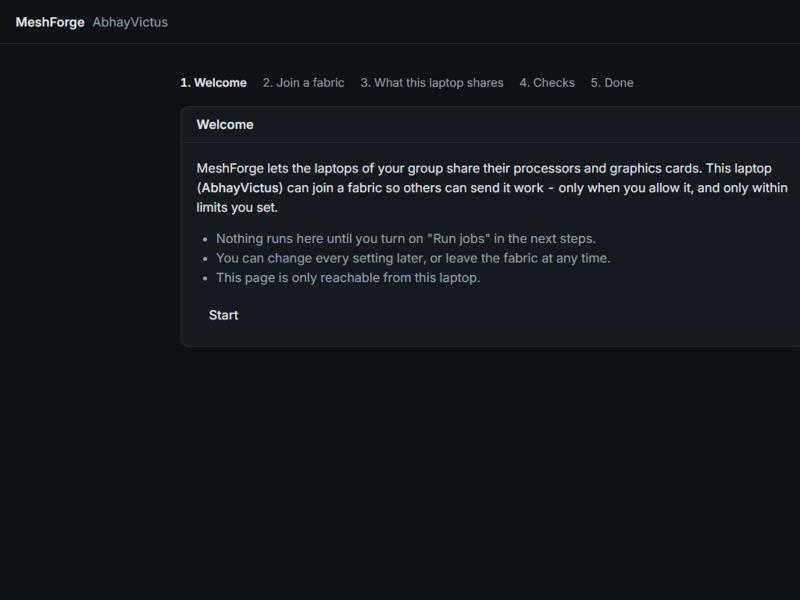 MeshForge AbhayVictus
1. Welcome 2. Join a fabric 3. What this laptop shares 4. Checks 5. Done
Welcome
MeshForge lets the laptops of your group share their processors and graphics cards. This laptop
(AbhayVictus) can join a fabric so others can send it work - only when you allow it, and only within
limits you set.
• Nothing runs here until you turn on "Run jobs" in the next steps.
• You can change every setting later, or leave the fabric at any time.
• This page is only reachable from this laptop.
Start